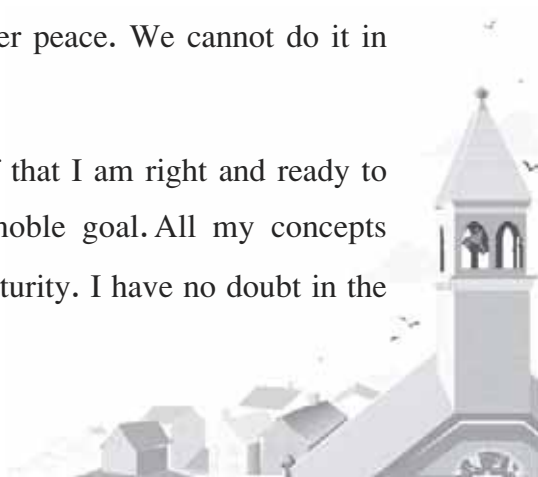 er peace. We cannot do it in
that I am right and ready to
noble goal. All my concepts
turity. I have no doubt in the